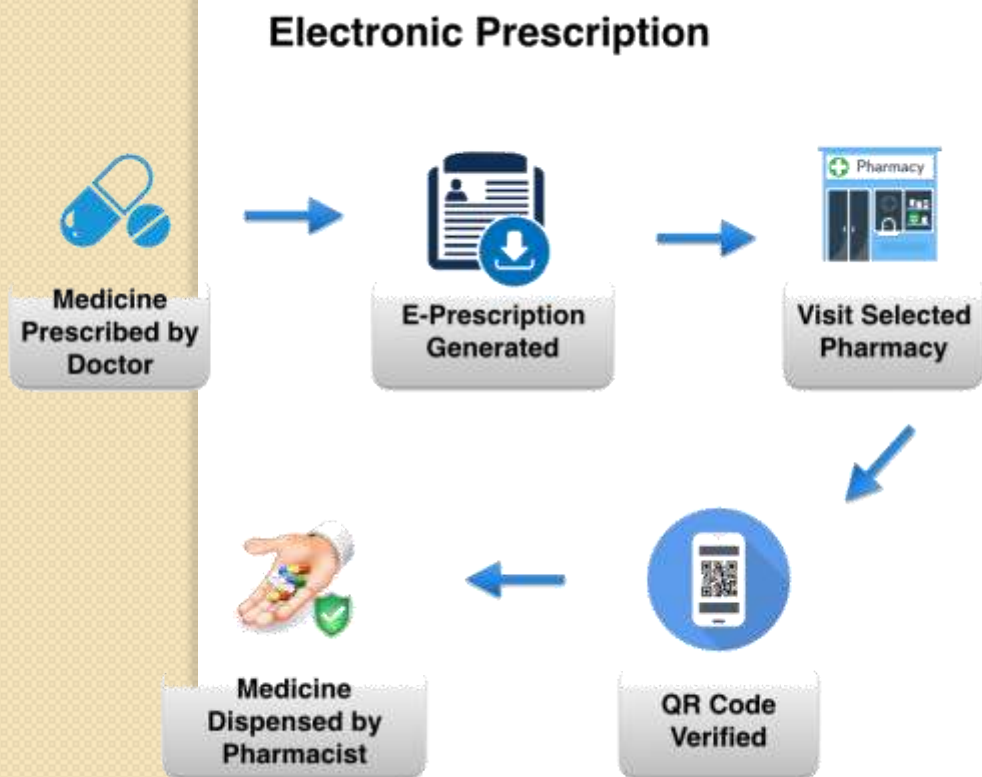 Electronic Prescription
Pharmacy
Medicine
Prescribed by
Doctor
E-Prescription
Generated
Visit Selected
Pharmacy
Medicine
Dispensed by
Pharmacist
QR Code
Verified